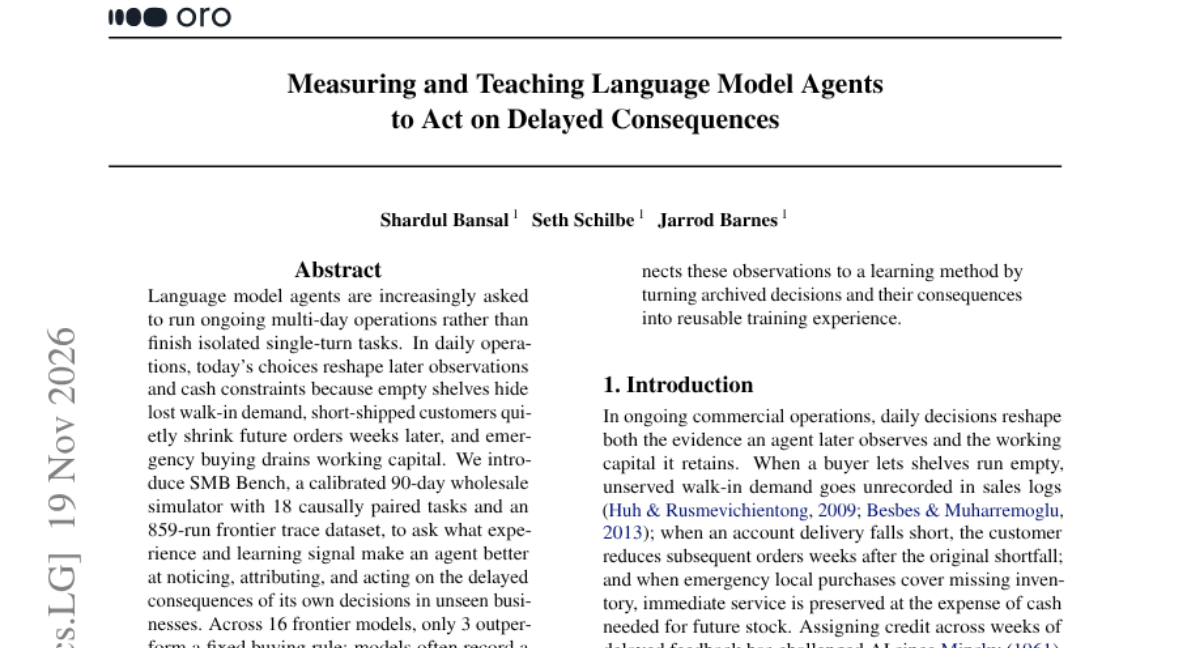 oro
Measuring and Teaching Language Model Agents
to Act on Delayed Consequences
Shardul Bansal 1 Seth Schilbe 1 Jarrod Barnes 1
Abstract
Language model agents are increasingly asked
to run ongoing multi-day operations rather than
finish isolated single-turn tasks. In daily opera-
tions, today's choices reshape later observations
and cash constraints because empty shelves hide
lost walk-in demand, short-shipped customers qui-
etly shrink future orders weeks later, and emer-
gency buying drains working capital. We intro-
duce SMB Bench, a calibrated 90-day wholesale
simulator with 18 causally paired tasks and an
859-run frontier trace dataset, to ask what expe-
rience and learning signal make an agent better
at noticing, attributing, and acting on the delayed
consequences of its own decisions in unseen busi-
nesses. Across 16 frontier models, only 3 outper-
form a fixed buying rule; models often record a
nects these observations to a learning method by
turning archived decisions and their consequences
into reusable training experience.
1. Introduction
In ongoing commercial operations, daily decisions reshape
both the evidence an agent later observes and the working
capital it retains. When a buyer lets shelves run empty,
unserved walk-in demand goes unrecorded in sales logs
(Huh & Rusmevichientong, 2009; Besbes & Muharremoglu,
2013); when an account delivery falls short, the customer
reduces subsequent orders weeks after the original shortfall;
and when emergency local purchases cover missing inven-
tory, immediate service is preserved at the expense of cash
needed for future stock. Assigning credit across weeks of
delayed feedback has challenged AI since Minsky (1961)
cs.LG] 19 Nov 2026